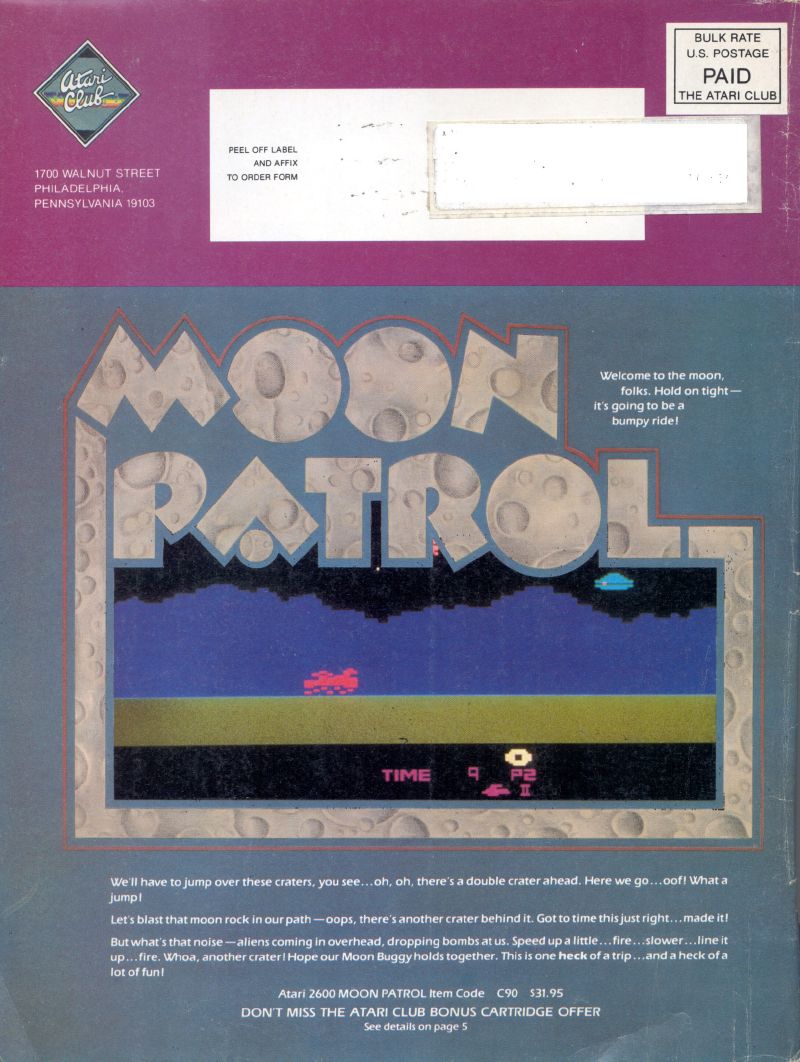 Atari
Club
1700 WALNUT STREET
PHILADELPHIA,
PENNSYLVANIA 19103
PEEL OFF LABEL
AND AFFIX
TO ORDER FORM
BULK RATE
U.S. POSTAGE
PAID
THE ATARI CLUB
MOON
PATROL
Welcome to the moon,
folks. Hold on tight—
it's going to be a
bumpy ride!
TIME 9 P2
II
We'll have to jump over these craters, you see...oh, oh, there's a double crater ahead. Here we go...oof! What a
jump!
Let's blast that moon rock in our path—oops, there's another crater behind it. Got to time this just right...made it!
But what's that noise—aliens coming in overhead, dropping bombs at us. Speed up a little...fire...slower...line it
up...fire. Whoa, another crater! Hope our Moon Buggy holds together. This is one heck of a trip...and a heck of a
lot of fun!
Atari 2600 MOON PATROL Item Code C90 $31.95
DON'T MISS THE ATARI CLUB BONUS CARTRIDGE OFFER
See details on page 5